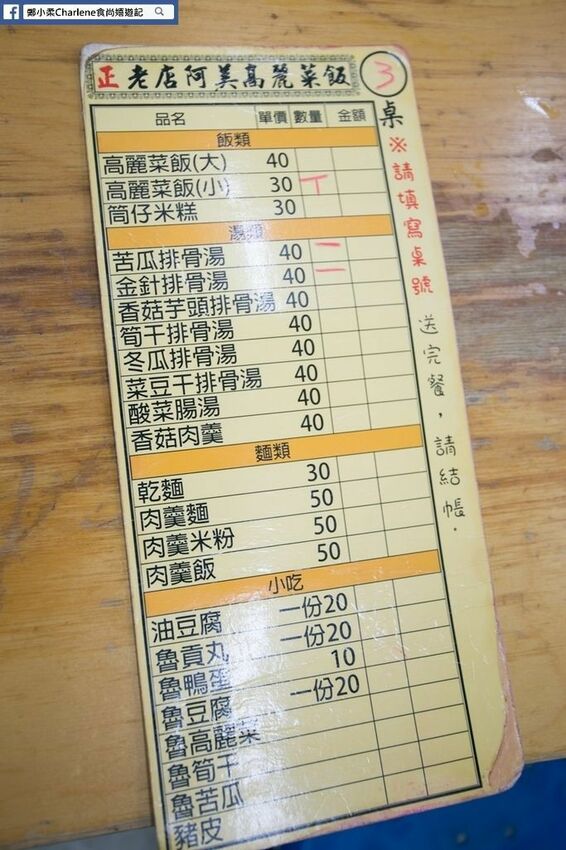 鄭小柔Charlene食尚嬉遊記
正 老店阿美高麗菜飯 3
桌
※請填寫桌號
送完餐，請結帳.
品名 單價 數量 金額
飯類
高麗菜飯(大) 40
高麗菜飯(小) 30 丅
筒仔米糕 30
湯類
苦瓜排骨湯 40 一
金針排骨湯 40 一
香菇芋頭排骨湯 40
筍干排骨湯 40
冬瓜排骨湯 40
菜豆干排骨湯 40
酸菜腸湯 40
香菇肉羹 40
麵類
乾麵 30
肉羹麵 50
肉羹米粉 50
肉羹飯 50
小吃
油豆腐 一份20
魯貢丸 一份20
魯鴨蛋 10
魯豆腐 一份20
魯高麗菜
魯筍干
魯苦瓜
豬皮